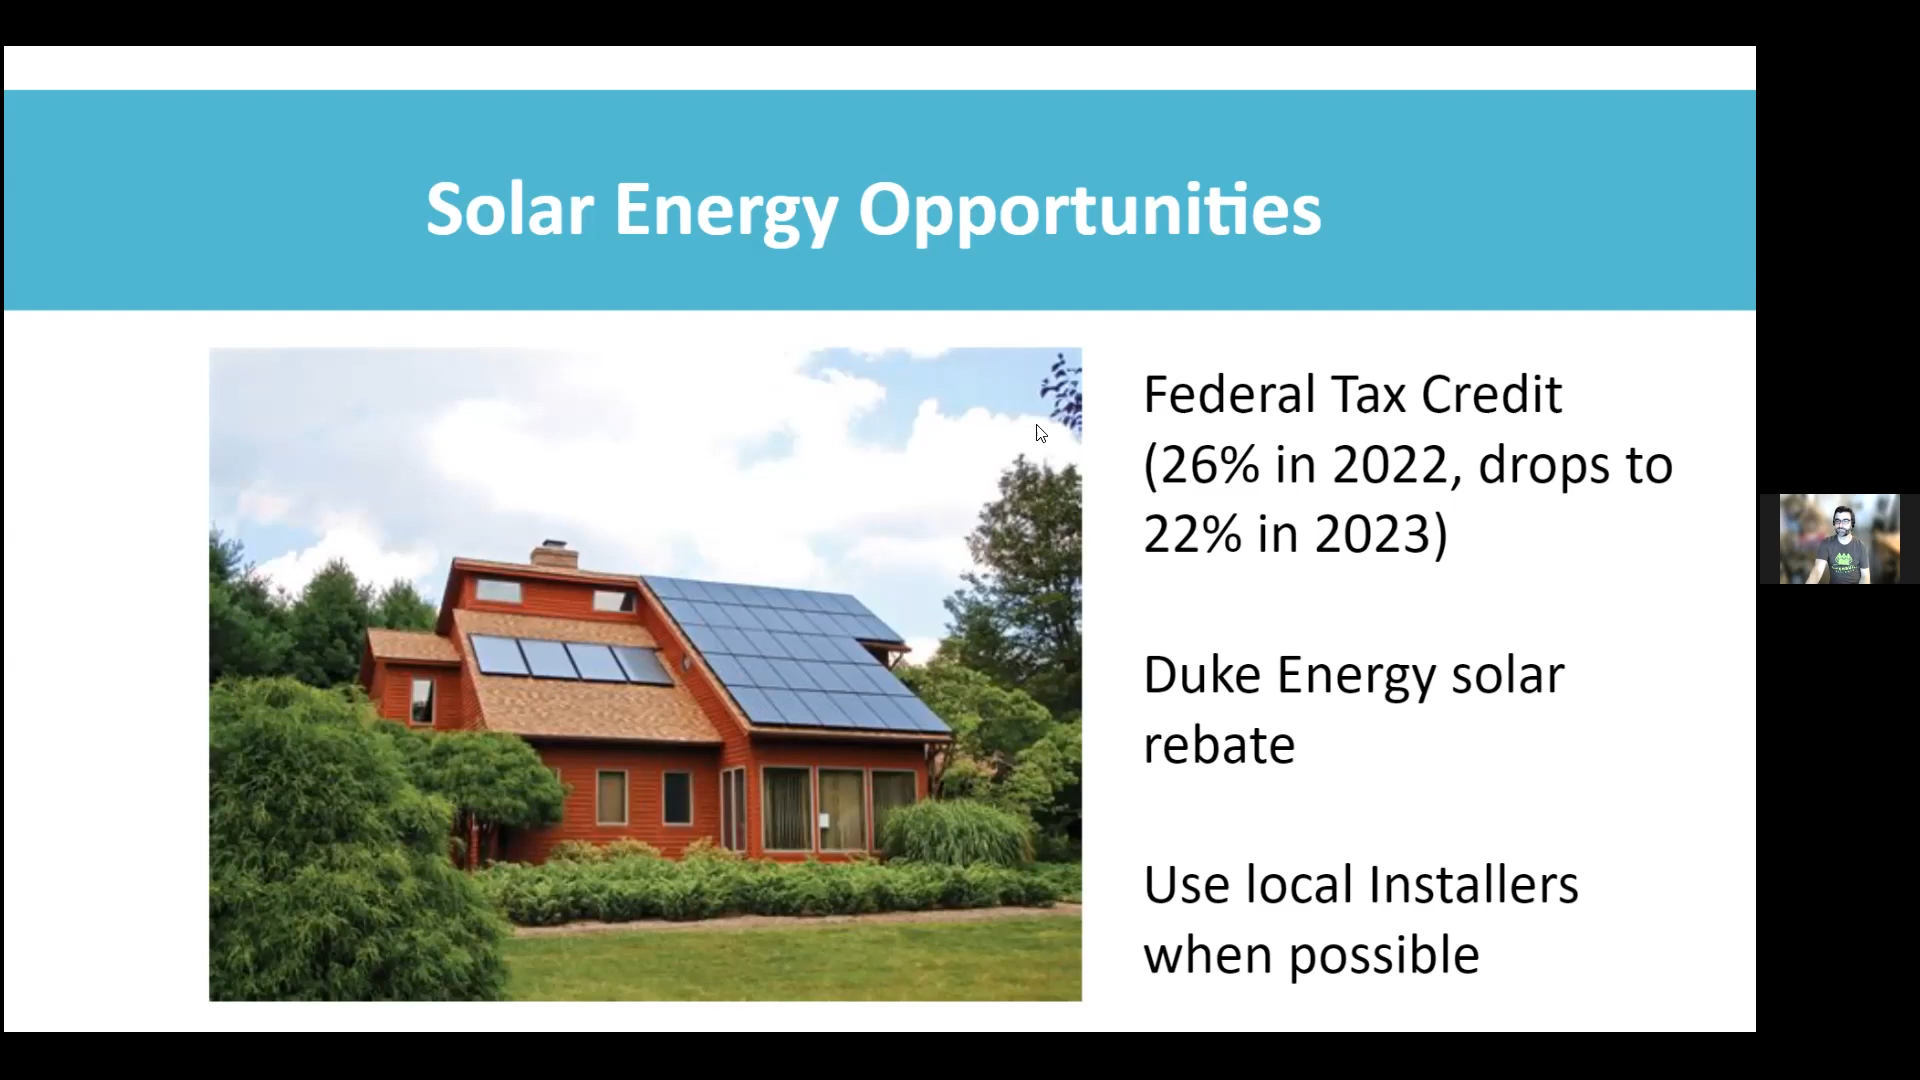 Solar Energy Opportunities
Federal Tax Credit
(26% in 2022, drops to
22% in 2023)
Duke Energy solar
rebate
Use local Installers
when possible